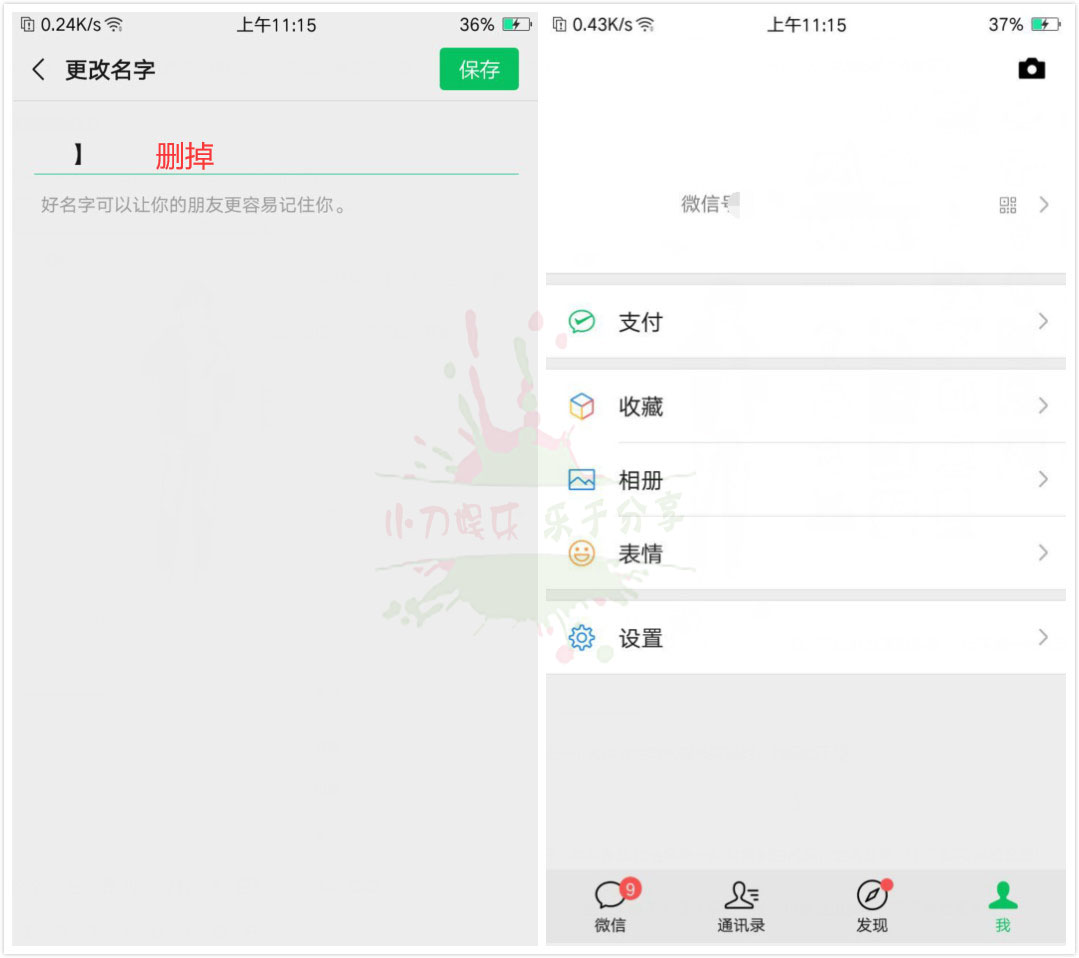 0.24K/s 上午11:15 36%
更改名字 保存
】 删掉
好名字可以让你的朋友更容易记住你。
0.43K/s 上午11:15 37%
微信号
支付
收藏
相册
表情
设置
小刀娱乐 乐于分享
9
微信 通讯录 发现 我